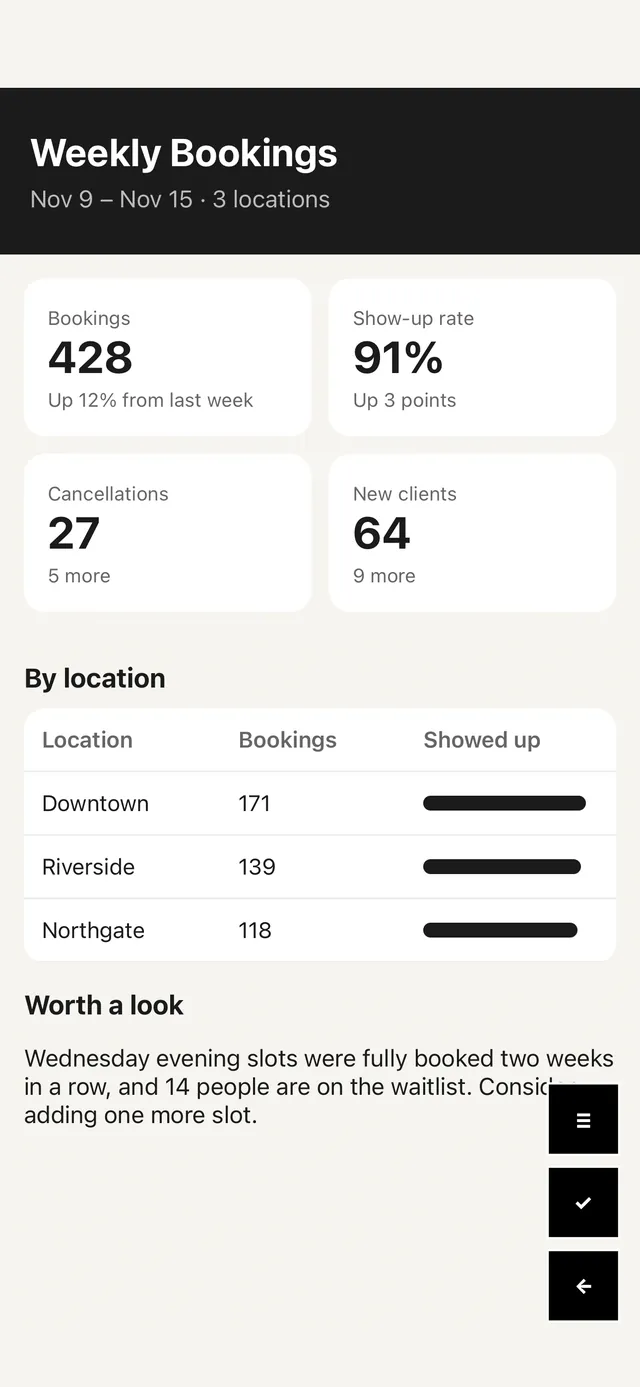 Weekly Bookings
Nov 9 – Nov 15 · 3 locations
Bookings
428
Up 12% from last week
Show-up rate
91%
Up 3 points
Cancellations
27
5 more
New clients
64
9 more
By location
Location Bookings Showed up
Downtown 171
Riverside 139
Northgate 118
Worth a look
Wednesday evening slots were fully booked two weeks
in a row, and 14 people are on the waitlist.
adding one more slot.